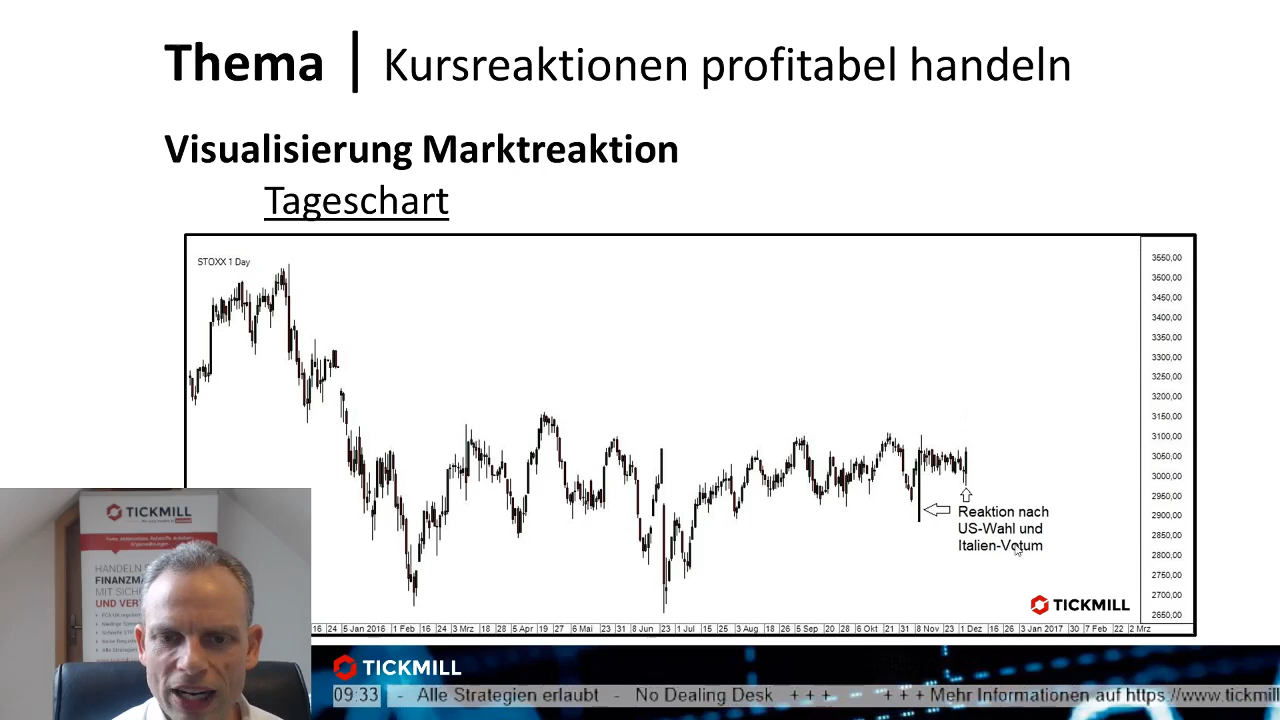 Thema | Kursreaktionen profitabel handeln
Visualisierung Marktreaktion
Tageschart
STOXX 1 Day
3550,00
3500,00
3450,00
3400,00
3350,00
3300,00
3250,00
3200,00
3150,00
3100,00
3050,00
3000,00
2950,00
2900,00
2850,00
2800,00
2750,00
2700,00
2650,00
Reaktion nach
US-Wahl und
Italien-Votum
TICKMILL
16 24 5 Jan 2016 1 Feb 16 24 3 Mrz 18 28 5 Apr 19 27 6 Mai 23 31 8 Jun 23 1 Jul 15 25 3 Aug 18 26 5 Sep 20 28 6 Okt 21 31 8 Nov 23 1 Dez 16 26 3 Jan 2017 30 7 Feb 22 2 Mrz
TICKMILL
HANDELN
FINANZMA
MIT SICHE
UND VER
TICKMILL
09:33 - Alle Strategien erlaubt - No Dealing Desk + + + + + + Mehr Informationen auf https://www.tickmill